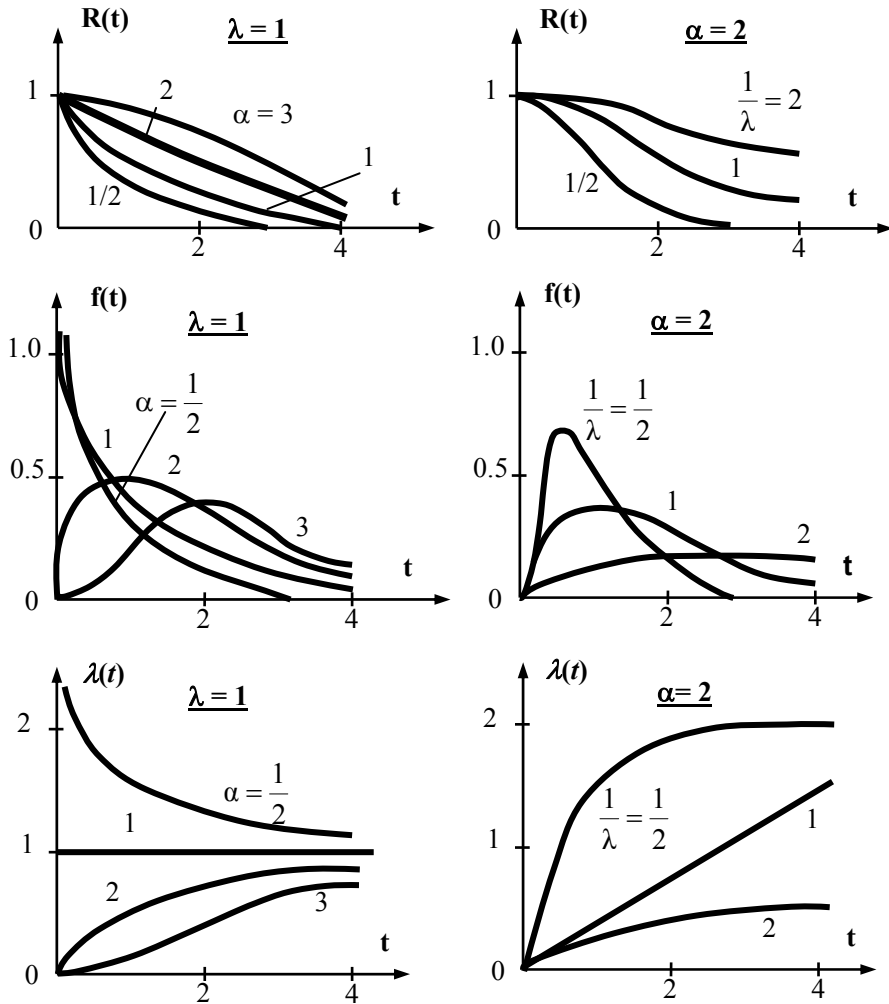 R(t) λ = 1
1
2
α = 3
1
1/2
t
0
2 4
R(t) α = 2
1
1/λ = 2
1
1/2
t
0
2 4
f(t) λ = 1
1.0
α = 1/2
1
0.5
2
3
t
0
2 4
f(t) α = 2
1.0
1/λ = 1/2
0.5
1
2
t
0
2 4
λ(t) λ = 1
2
α = 1/2
1
1
2
3
t
0
2 4
λ(t) α= 2
2
1/λ = 1/2
1
1
2
t
0
2 4